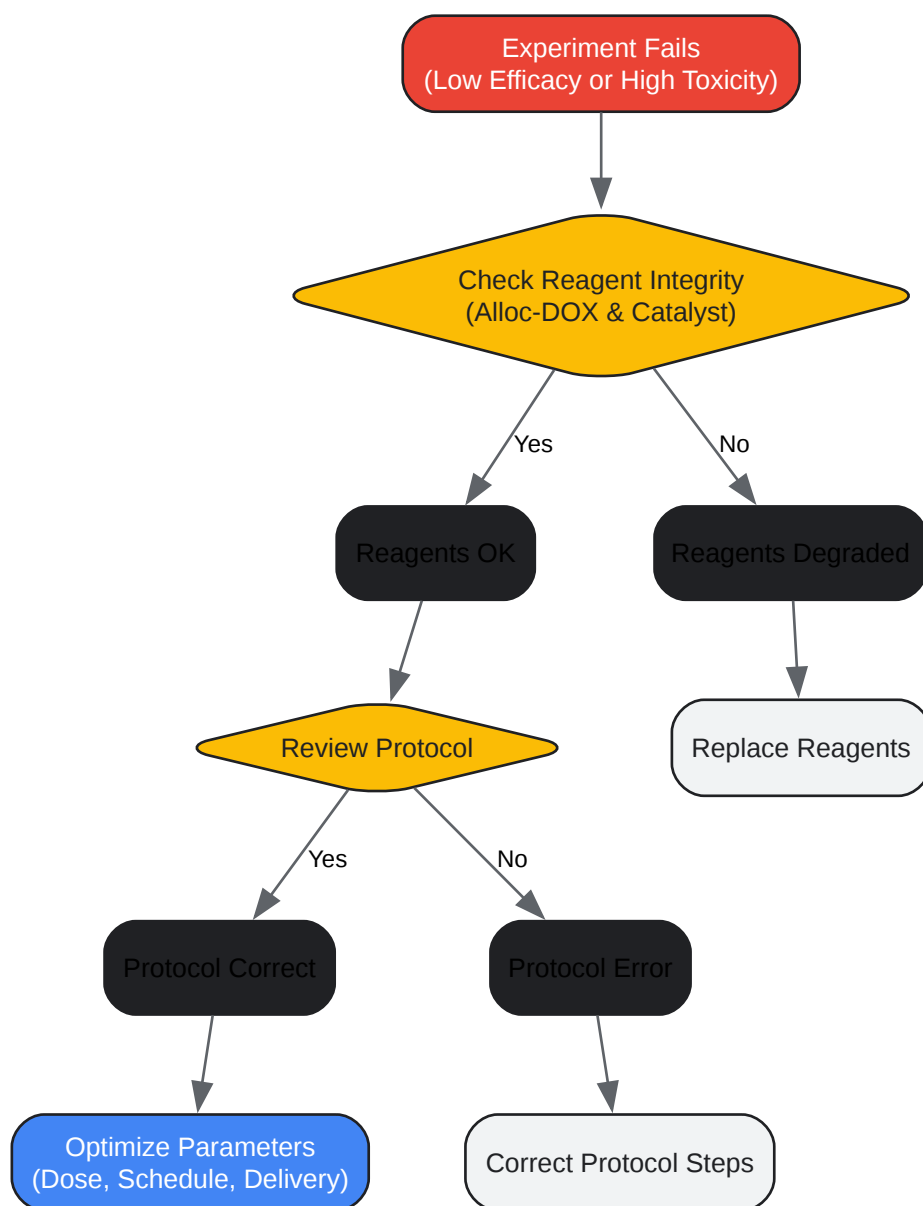 Experiment Fails
(Low Efficacy or High Toxicity)
Check Reagent Integrity
(Alloc-DOX & Catalyst)
Yes
No
Reagents OK
Reagents Degraded
Review Protocol
Replace Reagents
Yes
No
Protocol Correct
Protocol Error
Optimize Parameters
(Dose, Schedule, Delivery)
Correct Protocol Steps